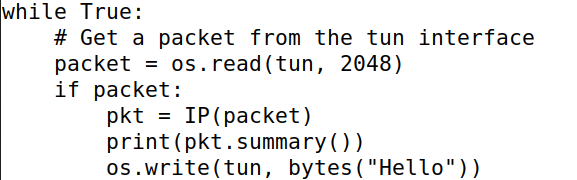 while True:
    # Get a packet from the tun interface
    packet = os.read(tun, 2048)
    if packet:
        pkt = IP(packet)
        print(pkt.summary())
        os.write(tun, bytes("Hello"))